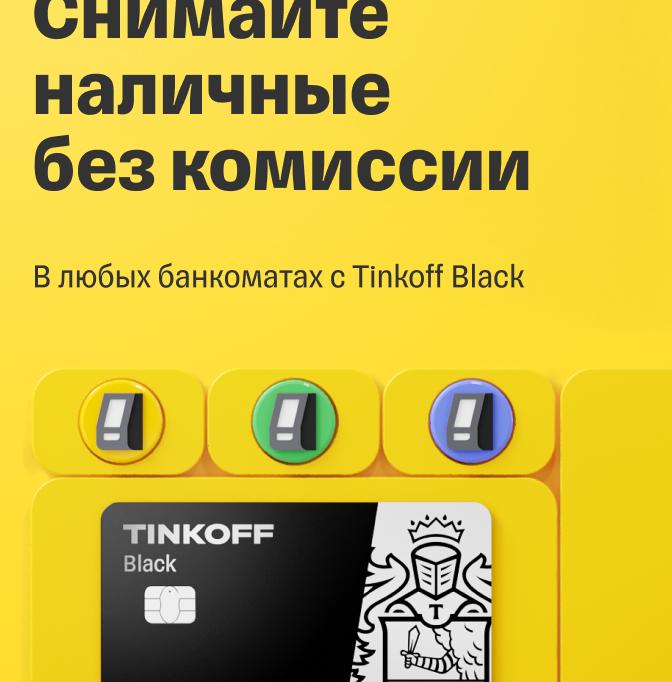 Снимайте
наличные
без комиссии
В любых банкоматах с Tinkoff Black
TINKOFF
Black
T